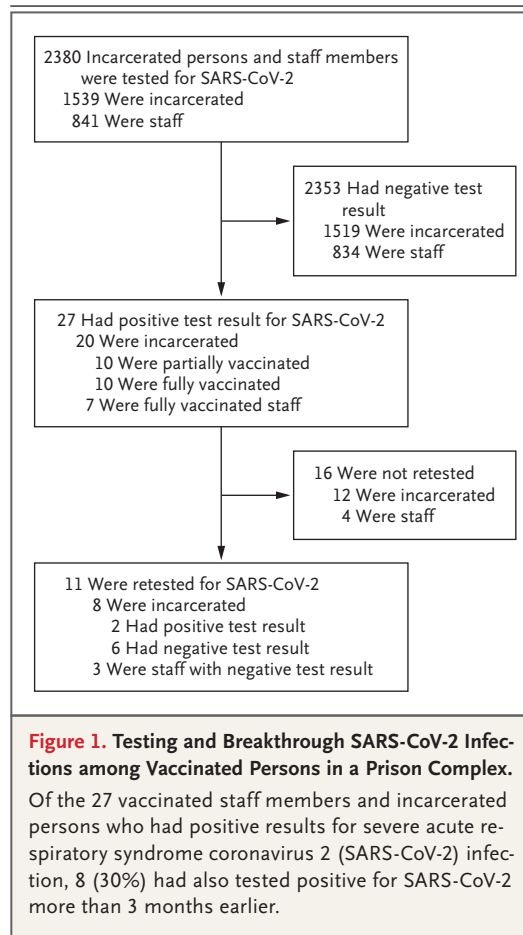 2380 Incarcerated persons and staff members
were tested for SARS-CoV-2
1539 Were incarcerated
841 Were staff
2353 Had negative test
result
1519 Were incarcerated
834 Were staff
27 Had positive test result for SARS-CoV-2
20 Were incarcerated
10 Were partially vaccinated
10 Were fully vaccinated
7 Were fully vaccinated staff
16 Were not retested
12 Were incarcerated
4 Were staff
11 Were retested for SARS-CoV-2
8 Were incarcerated
2 Had positive test result
6 Had negative test result
3 Were staff with negative test result
Figure 1. Testing and Breakthrough SARS-CoV-2 Infec-
tions among Vaccinated Persons in a Prison Complex.
Of the 27 vaccinated staff members and incarcerated
persons who had positive results for severe acute re-
spiratory syndrome coronavirus 2 (SARS-CoV-2) infec-
tion, 8 (30%) had also tested positive for SARS-CoV-2
more than 3 months earlier.